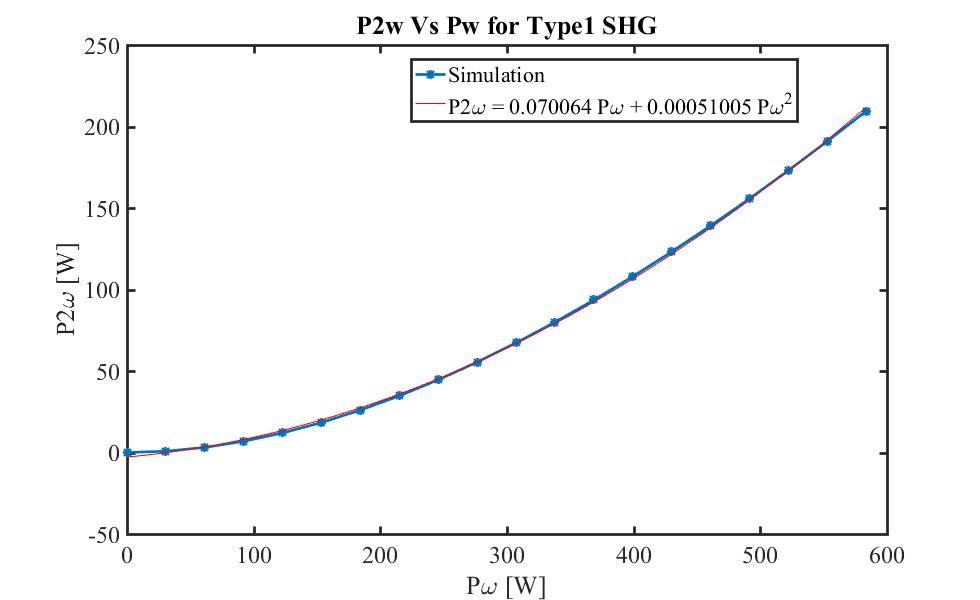 P2w Vs Pw for Type1 SHG
Simulation
P2ω = 0.070064 Pω + 0.00051005 Pω²
250
200
150
100
50
0
-50
P2ω [W]
0 100 200 300 400 500 600
Pω [W]